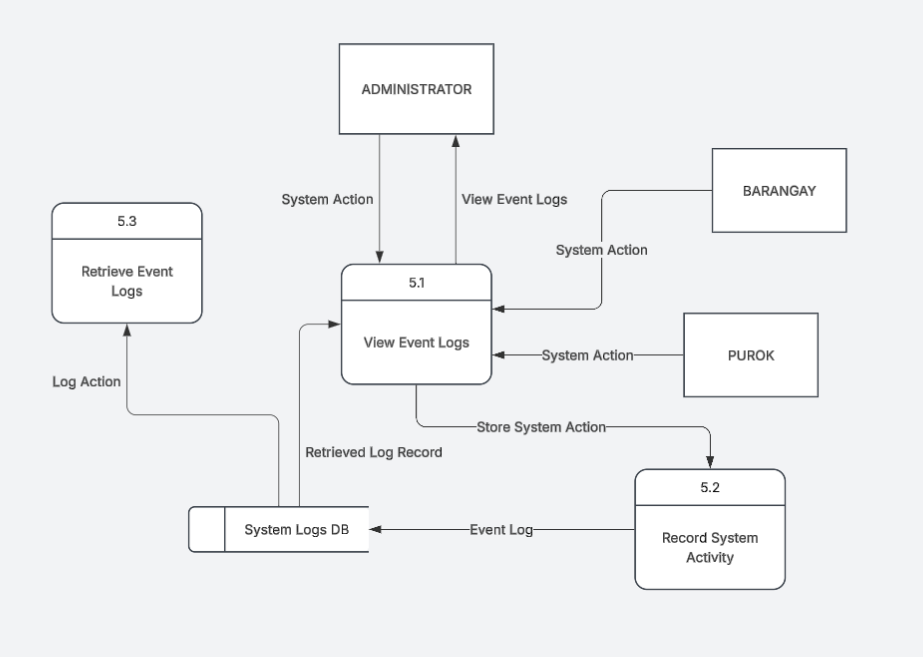 ADMINISTRATOR
BARANGAY
System Action
View Event Logs
5.3
Retrieve Event
Logs
System Action
5.1
View Event Logs
System Action
PUROK
Log Action
Store System Action
Retrieved Log Record
5.2
System Logs DB
Event Log
Record System
Activity